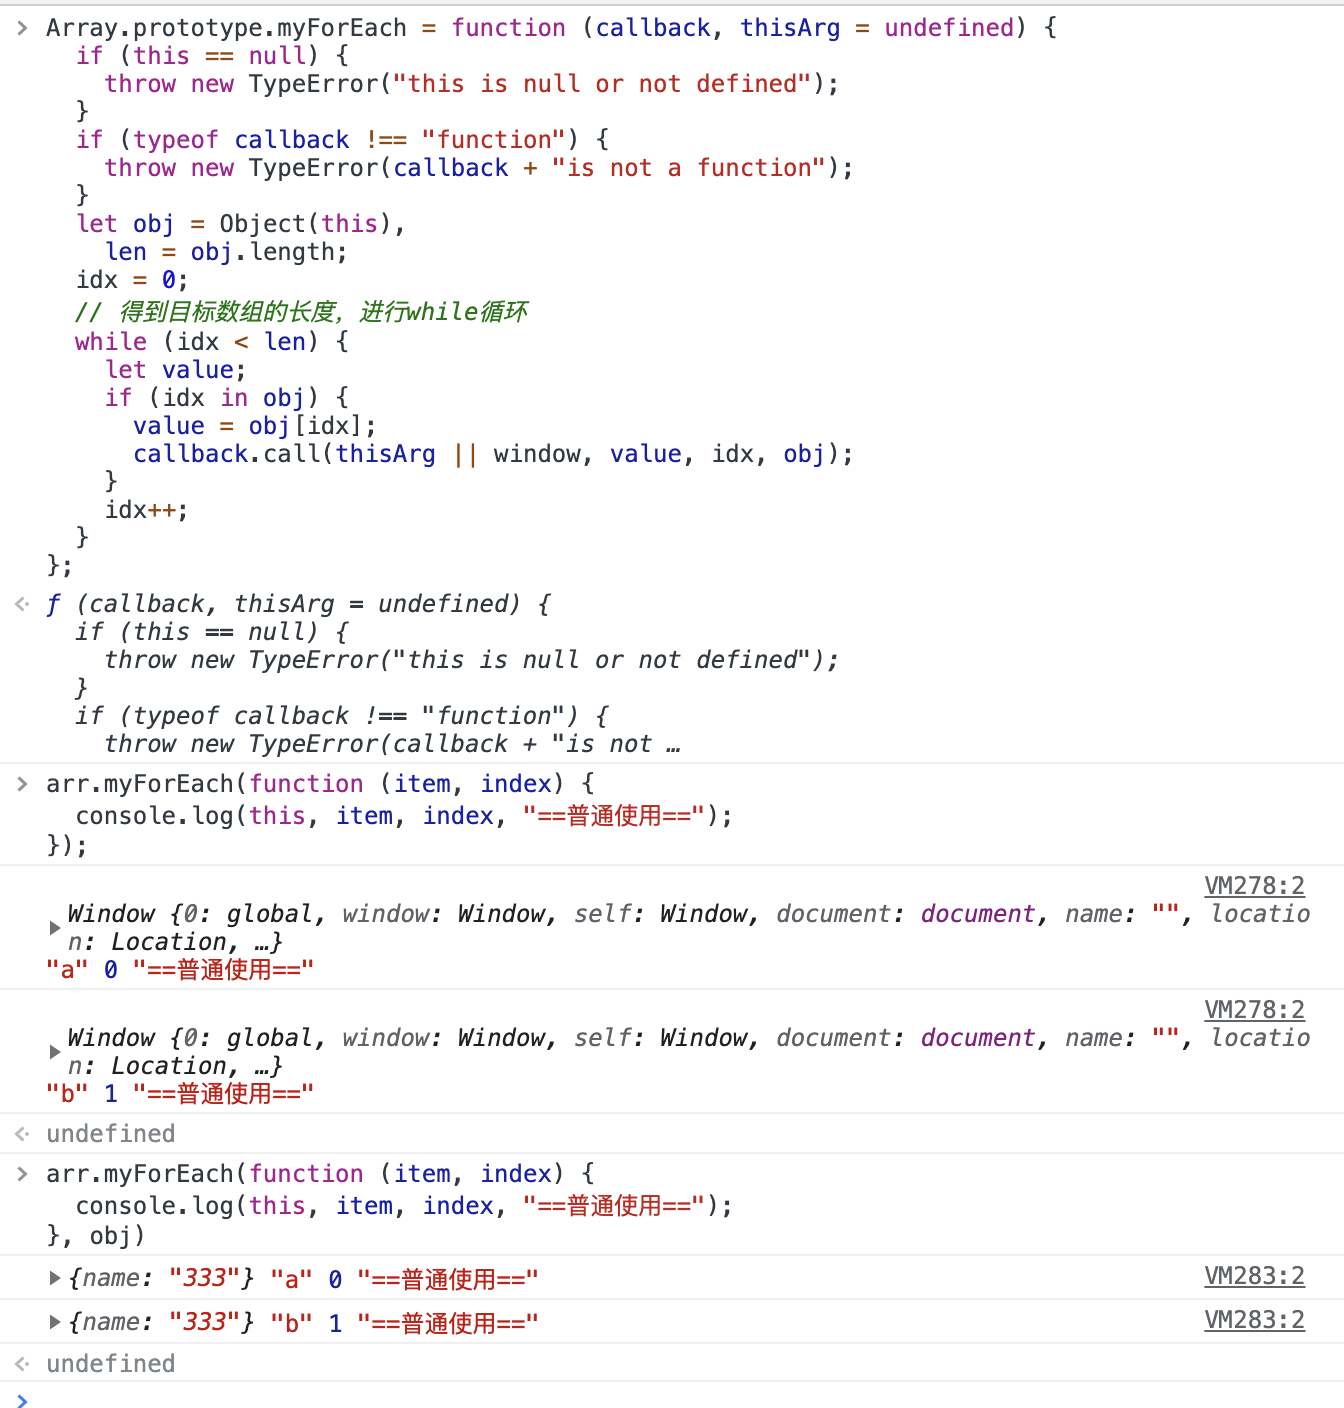 Array.prototype.myForEach = function (callback, thisArg = undefined) {
  if (this == null) {
    throw new TypeError("this is null or not defined");
  }
  if (typeof callback !== "function") {
    throw new TypeError(callback + "is not a function");
  }
  let obj = Object(this),
    len = obj.length;
  idx = 0;
  // 得到目标数组的长度，进行while循环
  while (idx < len) {
    let value;
    if (idx in obj) {
      value = obj[idx];
      callback.call(thisArg || window, value, idx, obj);
    }
    idx++;
  }
};
ƒ (callback, thisArg = undefined) {
  if (this == null) {
    throw new TypeError("this is null or not defined");
  }
  if (typeof callback !== "function") {
    throw new TypeError(callback + "is not …
arr.myForEach(function (item, index) {
  console.log(this, item, index, "==普通使用==");
});
VM278:2
Window {0: global, window: Window, self: Window, document: document, name: "", locatio
n: Location, …}
"a" 0 "==普通使用=="
VM278:2
Window {0: global, window: Window, self: Window, document: document, name: "", locatio
n: Location, …}
"b" 1 "==普通使用=="
undefined
arr.myForEach(function (item, index) {
  console.log(this, item, index, "==普通使用==");
}, obj)
{name: "333"} "a" 0 "==普通使用==" VM283:2
{name: "333"} "b" 1 "==普通使用==" VM283:2
undefined